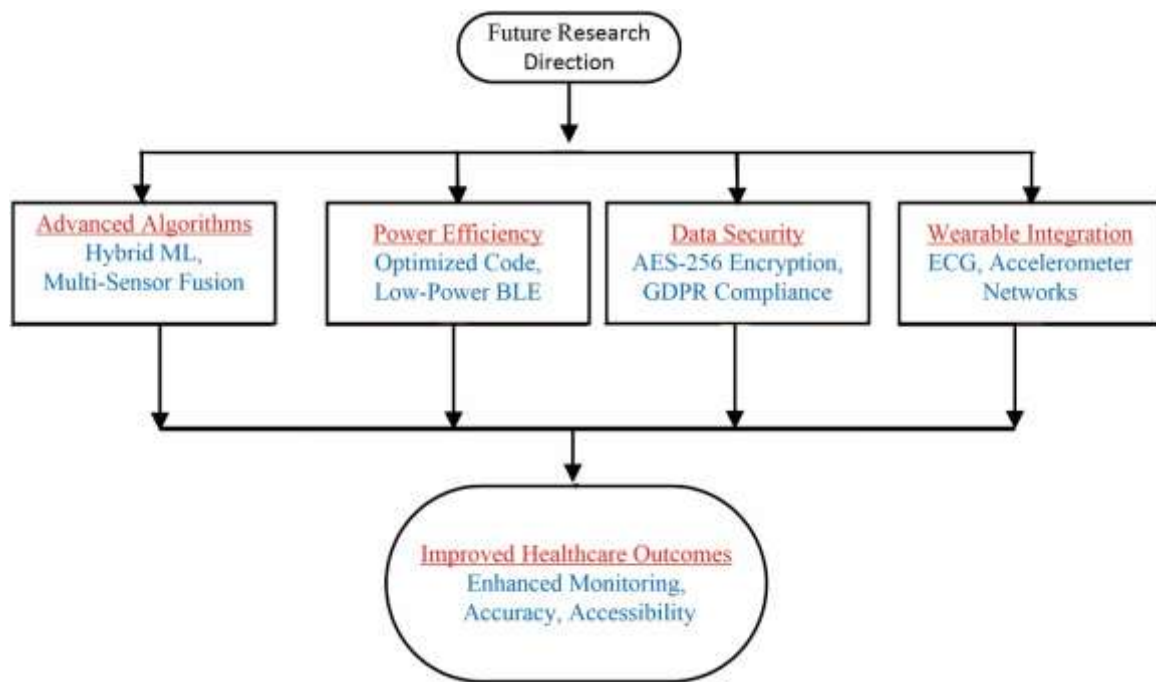 Future Research
Direction
Advanced Algorithms
Hybrid ML,
Multi-Sensor Fusion
Power Efficiency
Optimized Code,
Low-Power BLE
Data Security
AES-256 Encryption,
GDPR Compliance
Wearable Integration
ECG, Accelerometer
Networks
Improved Healthcare Outcomes
Enhanced Monitoring,
Accuracy, Accessibility